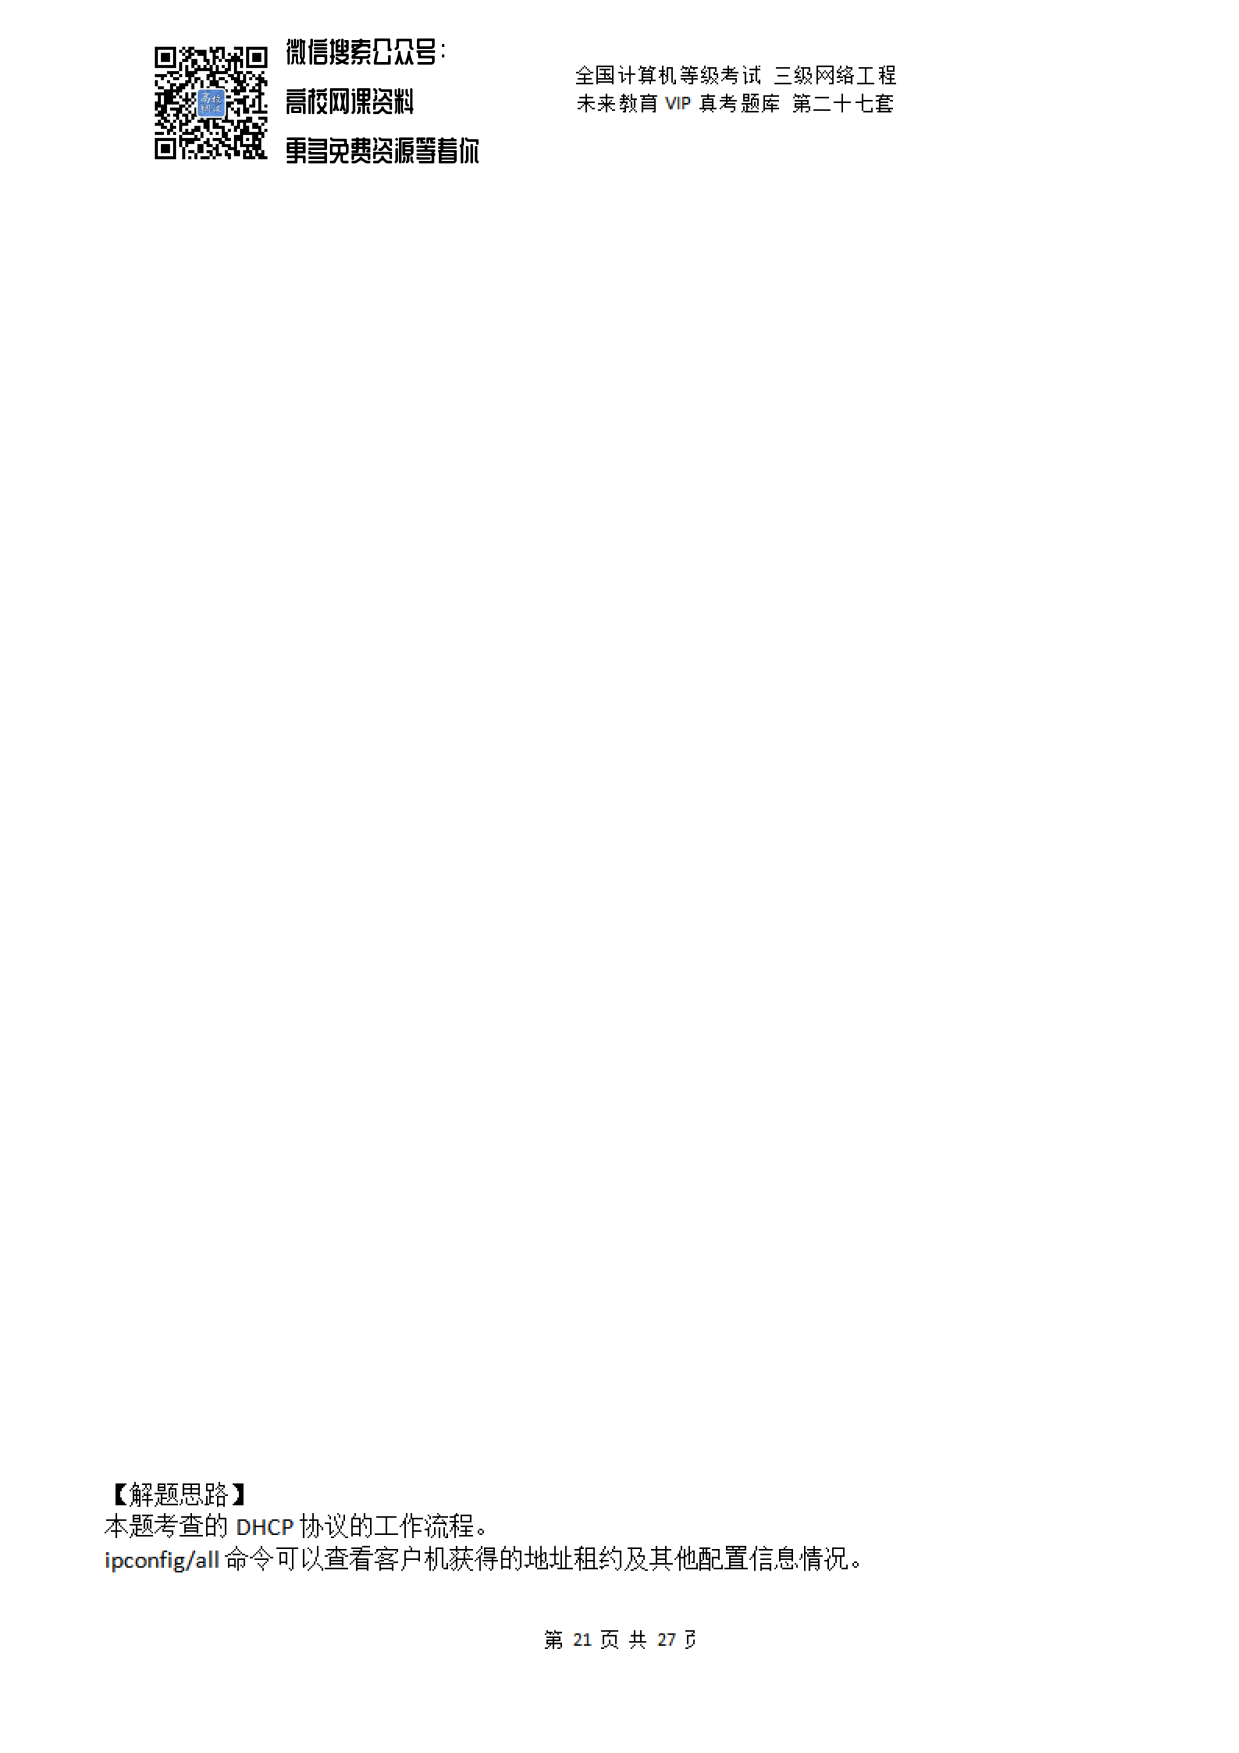 微信搜索公众号：
高校网课资料
更多免费资源等着你
全国计算机等级考试 三级网络工程
未来教育 VIP 真考题库 第二十七套
【解题思路】
本题考查的 DHCP 协议的工作流程。
ipconfig/all 命令可以查看客户机获得的地址租约及其他配置信息情况。
第 21 页 共 27 页